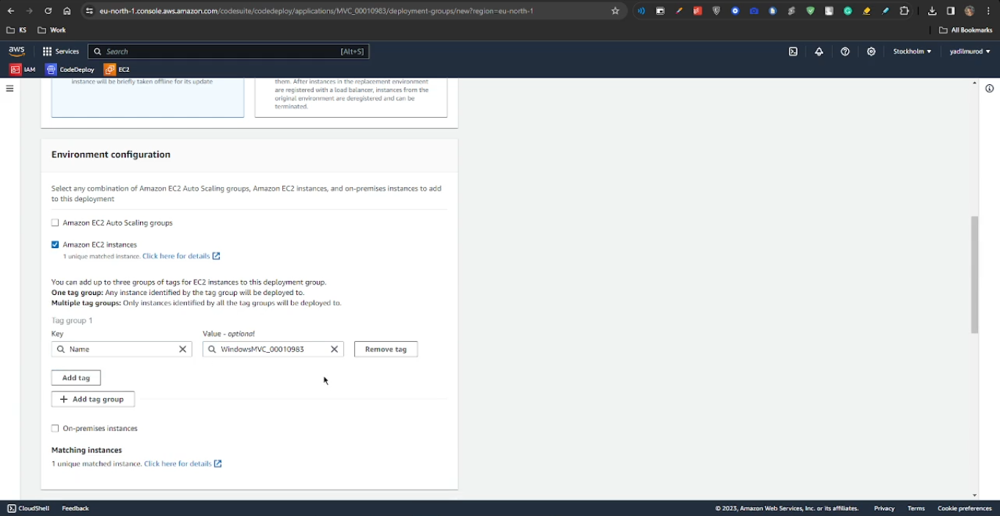 eu-north-1.console.aws.amazon.com/codesuite/codedeploy/applications/MVC_00010983/deployment-groups/new?region=eu-north-1
KS Work All Bookmarks
aws Services Search [Alt+S] Stockholm yadilmurod
IAM CodeDeploy EC2
instance will be briefly taken offline for its update
them. After instances in the replacement environment
are registered with a load balancer, instances from the
original environment are deregistered and can be
terminated.
Environment configuration
Select any combination of Amazon EC2 Auto Scaling groups, Amazon EC2 instances, and on-premises instances to add
to this deployment
Amazon EC2 Auto Scaling groups
Amazon EC2 instances
1 unique matched instance. Click here for details
You can add up to three groups of tags for EC2 instances to this deployment group.
One tag group: Any instance identified by the tag group will be deployed to.
Multiple tag groups: Only instances identified by all the tag groups will be deployed to.
Tag group 1
Key Value - optional
Name WindowsMVC_00010983 Remove tag
Add tag
+ Add tag group
On-premises instances
Matching instances
1 unique matched instance. Click here for details
CloudShell Feedback © 2023, Amazon Web Services, Inc. or its affiliates. Privacy Terms Cookie preferences